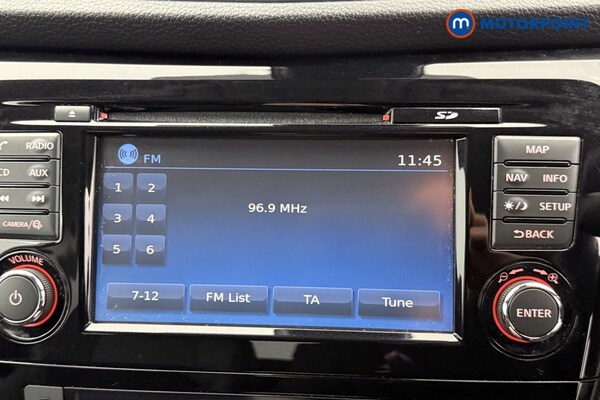 MOTORPOINT
SD
RADIO
CD AUX
CAMERA/
VOLUME
FM 11:45
1 2
3 4
5 6
96.9 MHz
7-12 FM List TA Tune
MAP
NAV INFO
SETUP
BACK
ENTER